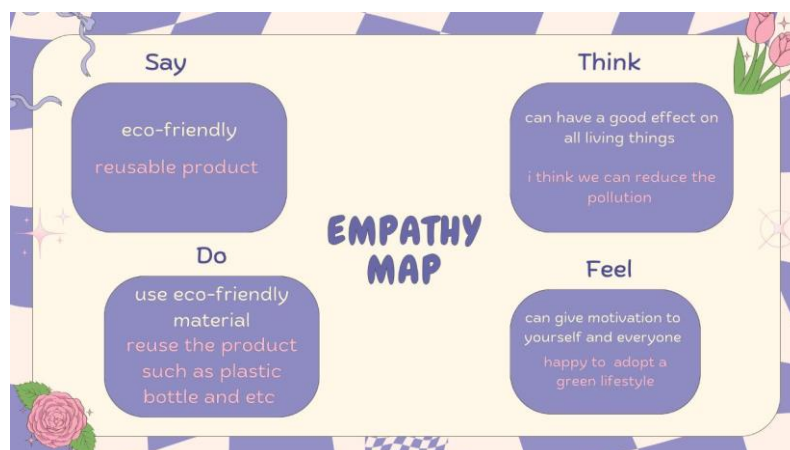 Say
eco-friendly
reusable product
Think
can have a good effect on
all living things
i think we can reduce the
pollution
EMPATHY
MAP
Do
use eco-friendly
material
reuse the product
such as plastic
bottle and etc
Feel
can give motivation to
yourself and everyone
happy to adopt a
green lifestyle